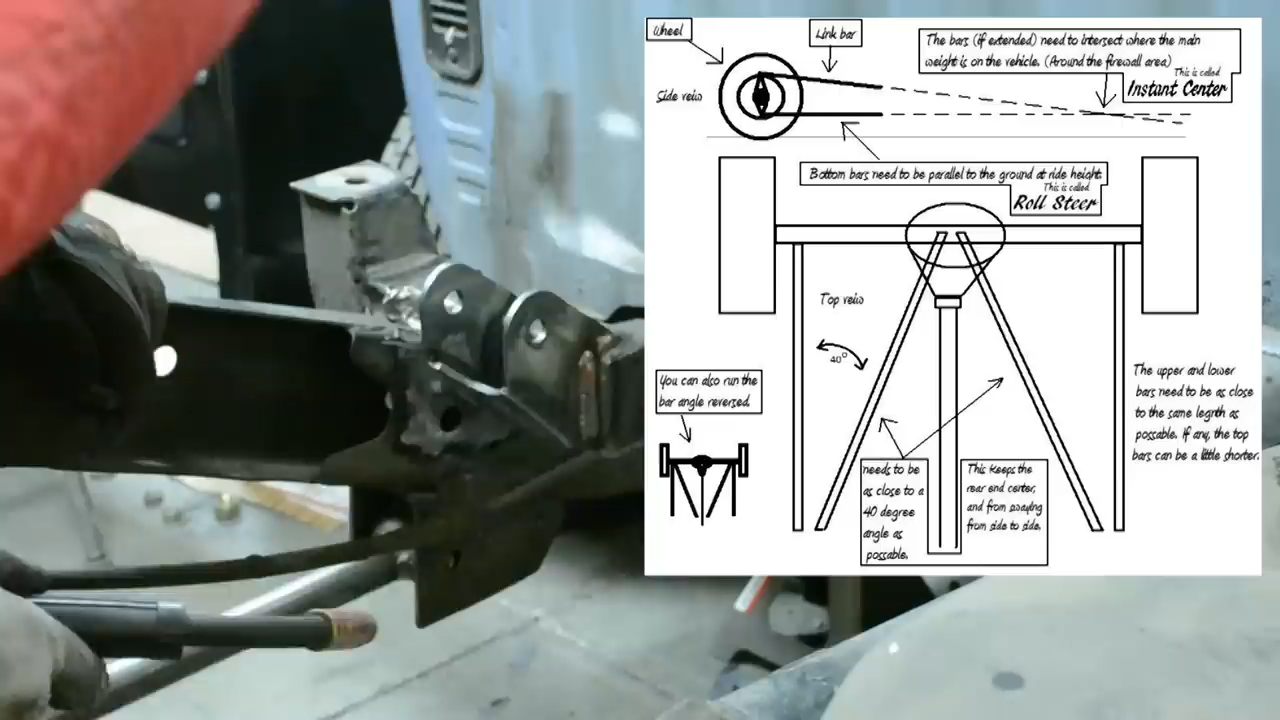 Wheel
Link bar
The bars (if extended) need to intersect where the main
weight is on the vehicle. (Around the firewall area)
This is called
Instant Center
Side veiw
Bottom bars need to be parallel to the ground at ride height.
This is called
Roll Steer
Top veiw
40°
You can also run the
bar angle reversed.
The upper and lower
bars need to be as close
to the same legnth as
possable. If any, the top
bars can be a little shorter.
needs to be
as close to a
40 degree
angle as
possable.
This keeps the
rear end center,
and from swaying
from side to side.